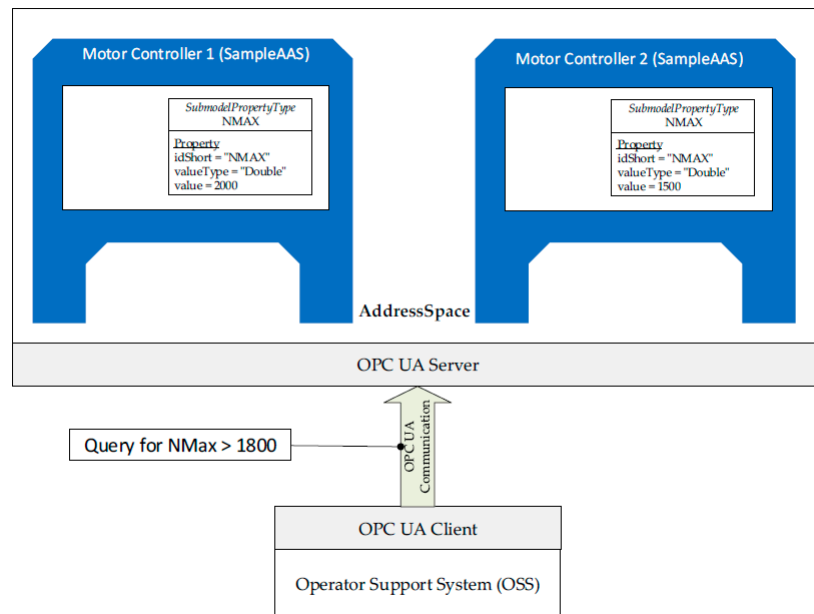 Motor Controller 1 (SampleAAS)
SubmodelPropertyType
NMAX
Property
idShort = "NMAX"
valueType = "Double"
value = 2000
Motor Controller 2 (SampleAAS)
SubmodelPropertyType
NMAX
Property
idShort = "NMAX"
valueType = "Double"
value = 1500
AddressSpace
OPC UA Server
Query for NMax > 1800
OPC UA
Communication
OPC UA Client
Operator Support System (OSS)